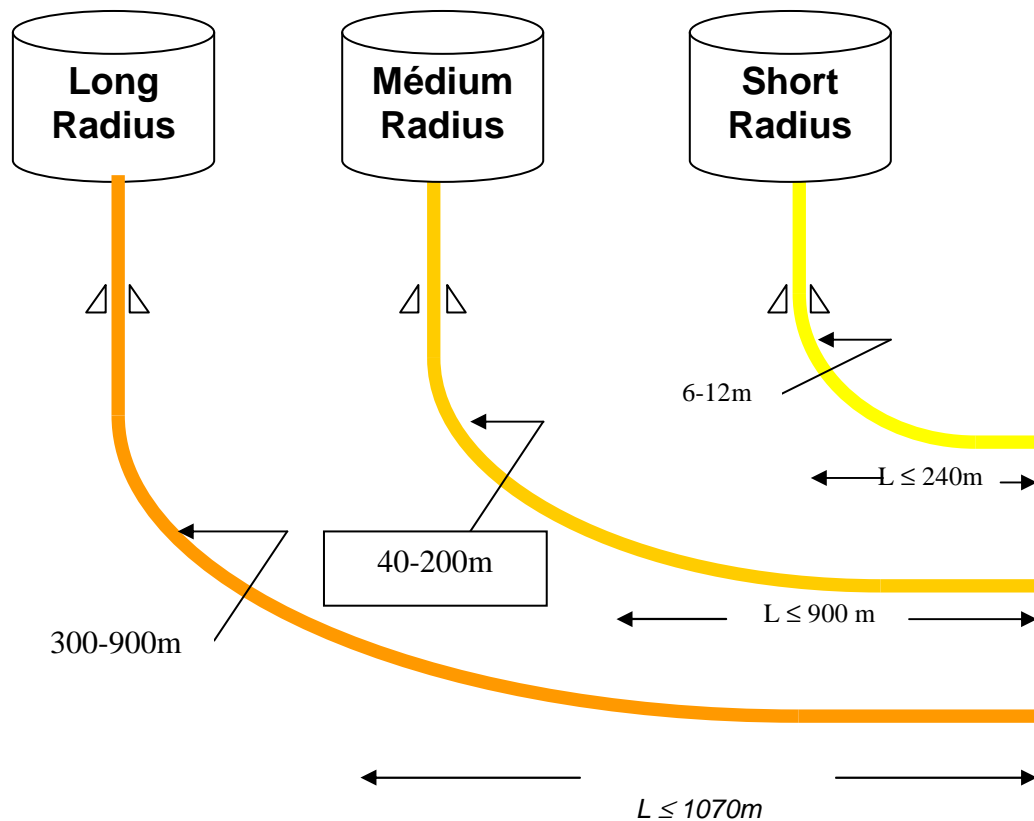 Long
Radius
Médium
Radius
Short
Radius
6-12m
L ≤ 240m
40-200m
L ≤ 900 m
300-900m
L ≤ 1070m